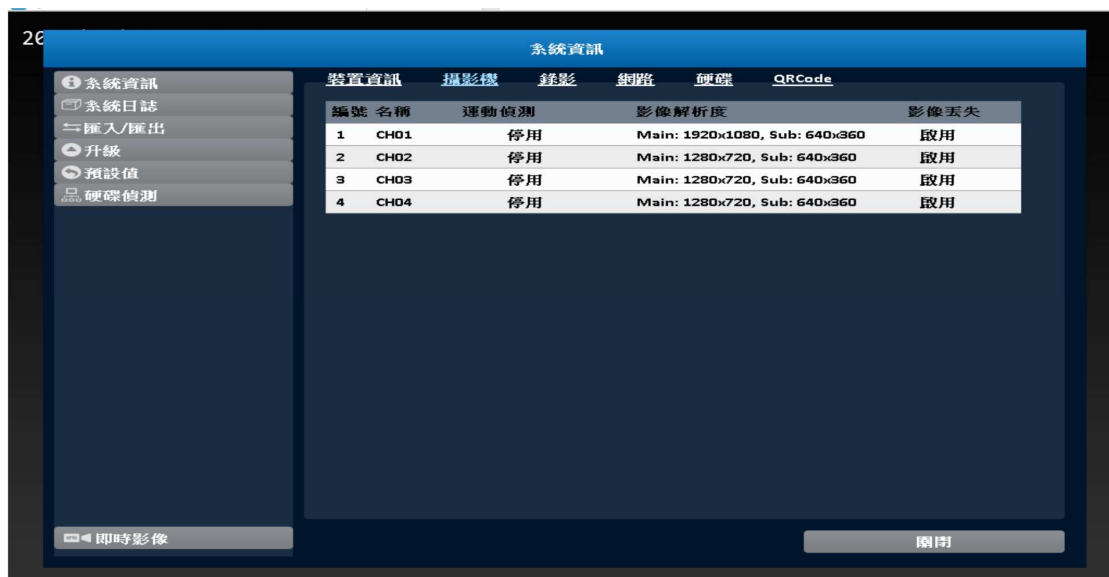 20
系統資訊
系統資訊
系統日誌
匯入/匯出
升級
預設值
硬碟偵測
即時影像
裝置資訊 攝影機 錄影 網路 硬碟 QRCode
編號 名稱 運動偵測 影像解析度 影像丟失
1 CH01 停用 Main: 1920x1080, Sub: 640x360 啟用
2 CH02 停用 Main: 1280x720, Sub: 640x360 啟用
3 CH03 停用 Main: 1280x720, Sub: 640x360 啟用
4 CH04 停用 Main: 1280x720, Sub: 640x360 啟用
關閉